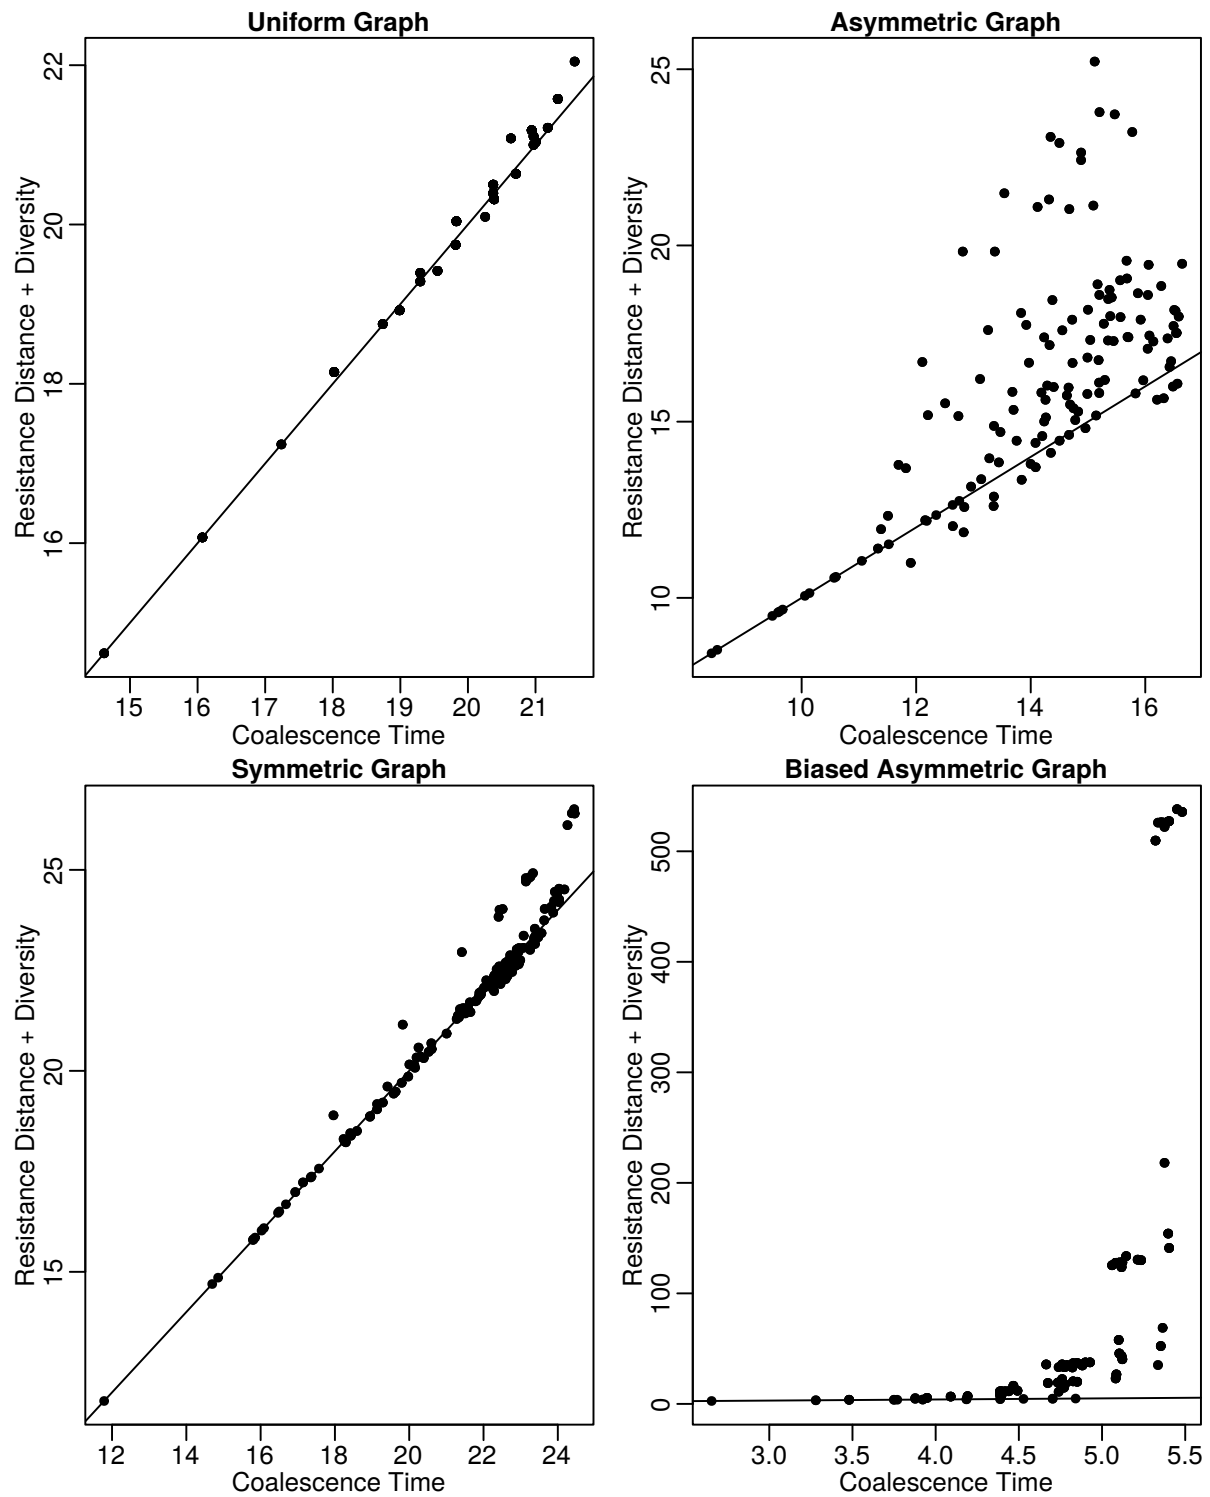 Uniform Graph
Resistance Distance + Diversity
22
20
18
16
15 16 17 18 19 20 21
Coalescence Time
Asymmetric Graph
Resistance Distance + Diversity
25
20
15
10
10 12 14 16
Coalescence Time
Symmetric Graph
Resistance Distance + Diversity
25
20
15
12 14 16 18 20 22 24
Coalescence Time
Biased Asymmetric Graph
Resistance Distance + Diversity
500
400
300
200
100
0
3.0 3.5 4.0 4.5 5.0 5.5
Coalescence Time